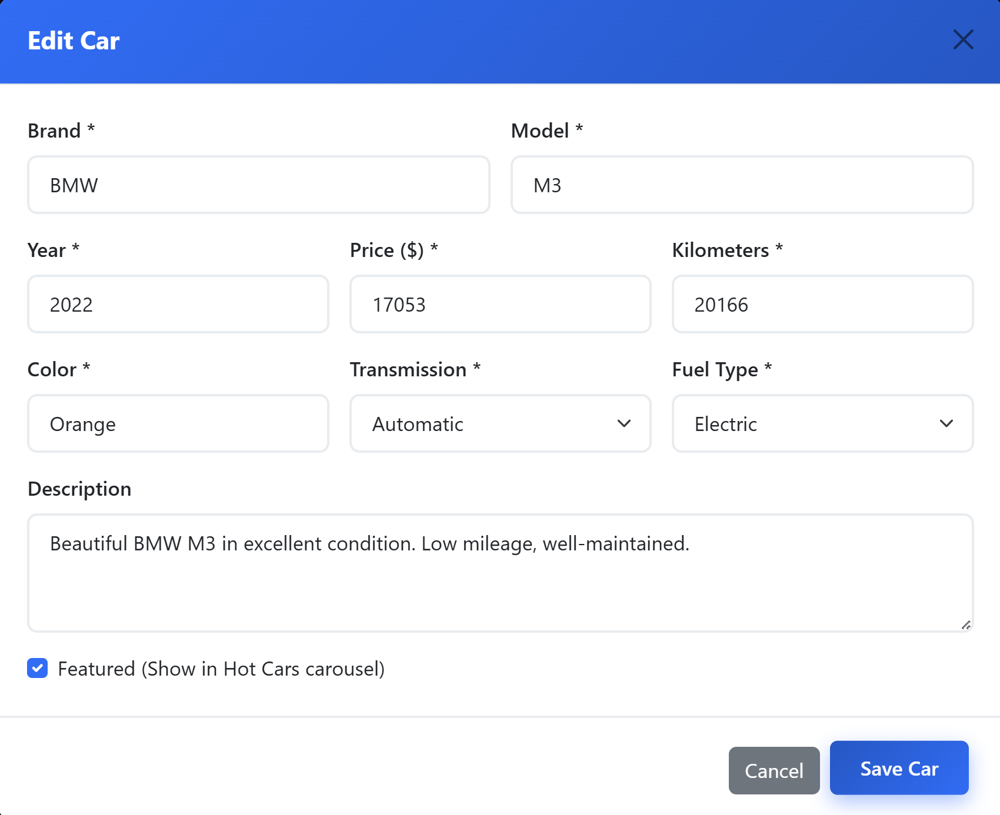 Edit Car
Brand *
Model *
BMW
M3
Year *
Price ($) *
Kilometers *
2022
17053
20166
Color *
Transmission *
Fuel Type *
Orange
Automatic
Electric
Description
Beautiful BMW M3 in excellent condition. Low mileage, well-maintained.
Featured (Show in Hot Cars carousel)
Cancel
Save Car